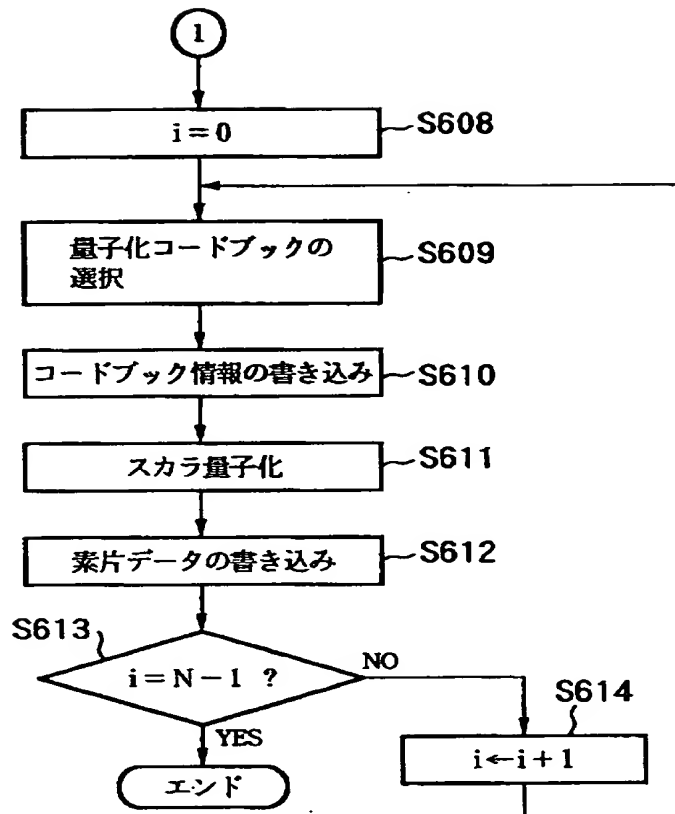 1
i=0
S608
量子化コードブックの
選択
S609
コードブック情報の書き込み
S610
スカラ量子化
S611
素片データの書き込み
S612
S613
i=N-1 ?
NO
YES
S614
i←i+1
エンド